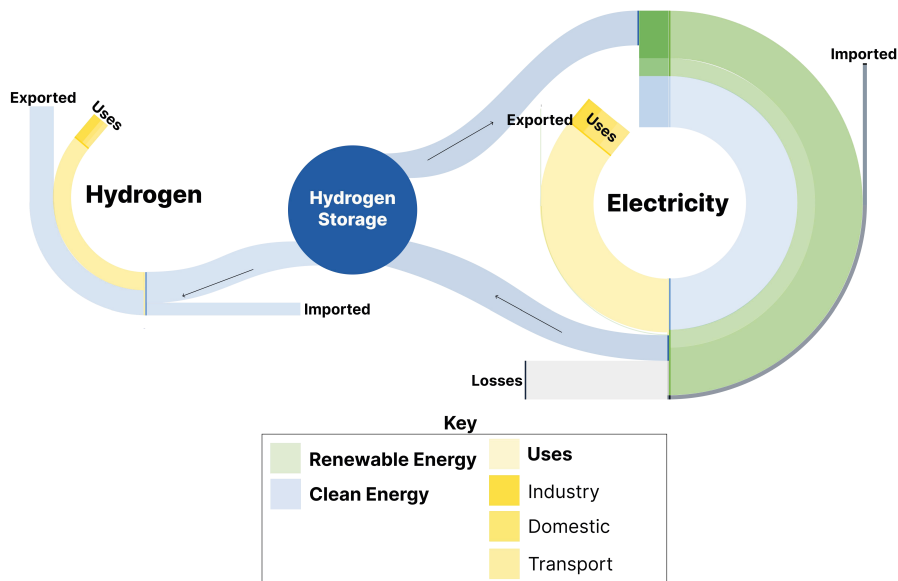 Imported
Exported
Uses
Exported
Uses
Hydrogen
Hydrogen
Storage
Electricity
Imported
Losses
Key
Renewable Energy
Clean Energy
Uses
Industry
Domestic
Transport